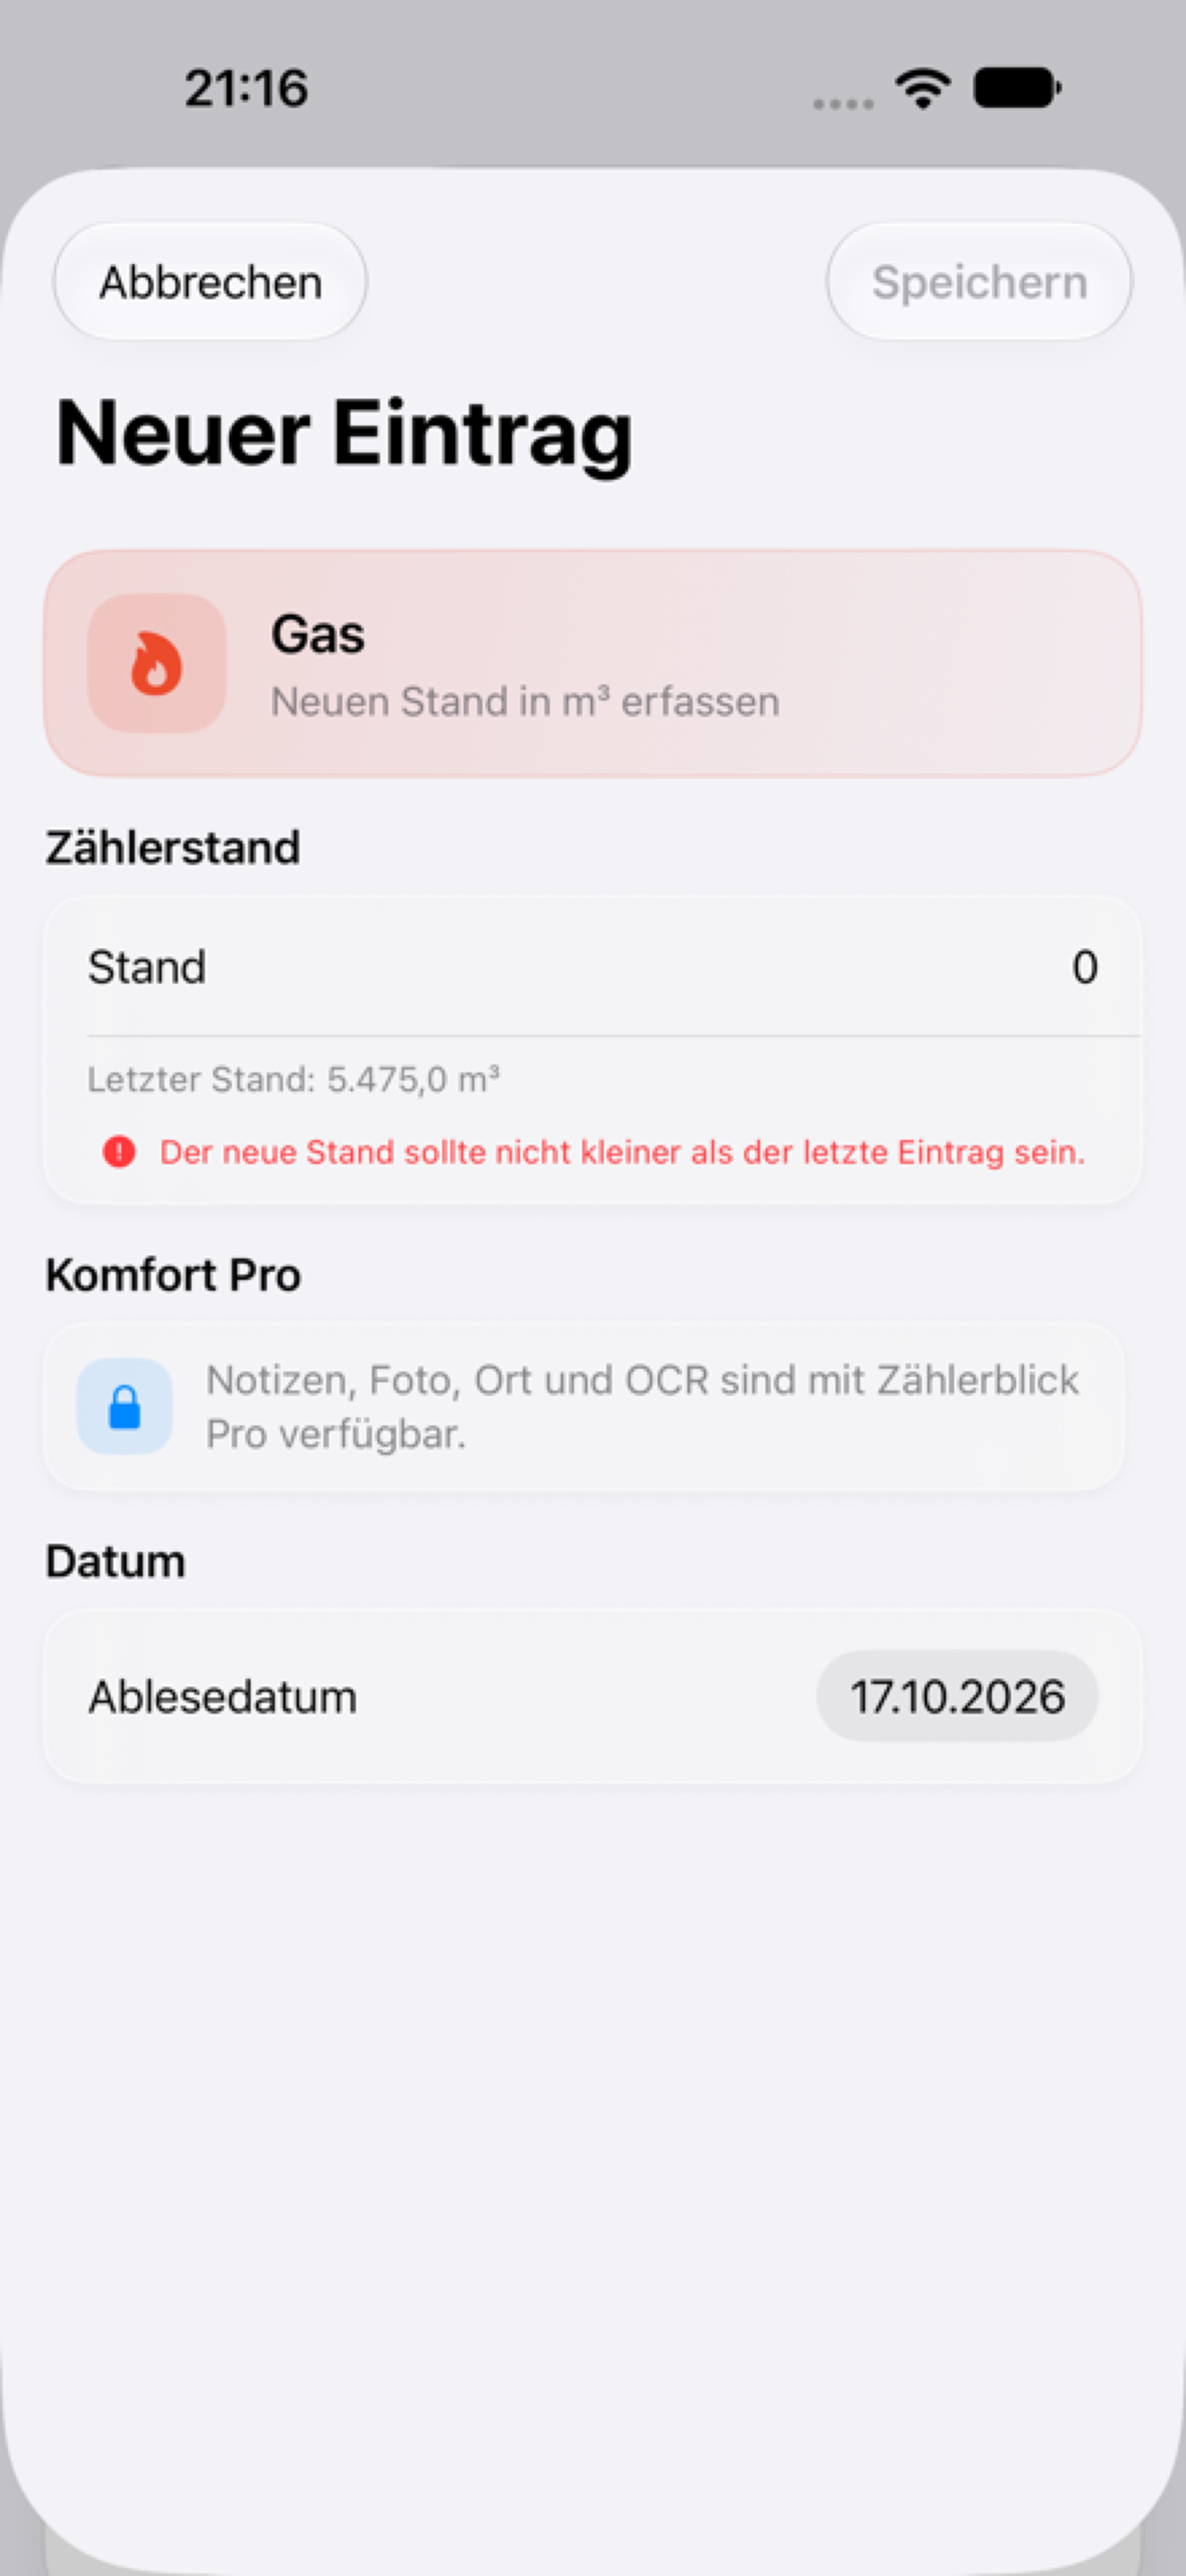 21:16
Abbrechen
Speichern
Neuer Eintrag
Gas
Neuen Stand in m³ erfassen
Zählerstand
Stand
0
Letzter Stand: 5.475,0 m³
Der neue Stand sollte nicht kleiner als der letzte Eintrag sein.
Komfort Pro
Notizen, Foto, Ort und OCR sind mit Zählerblick
Pro verfügbar.
Datum
Ablesedatum
17.10.2026